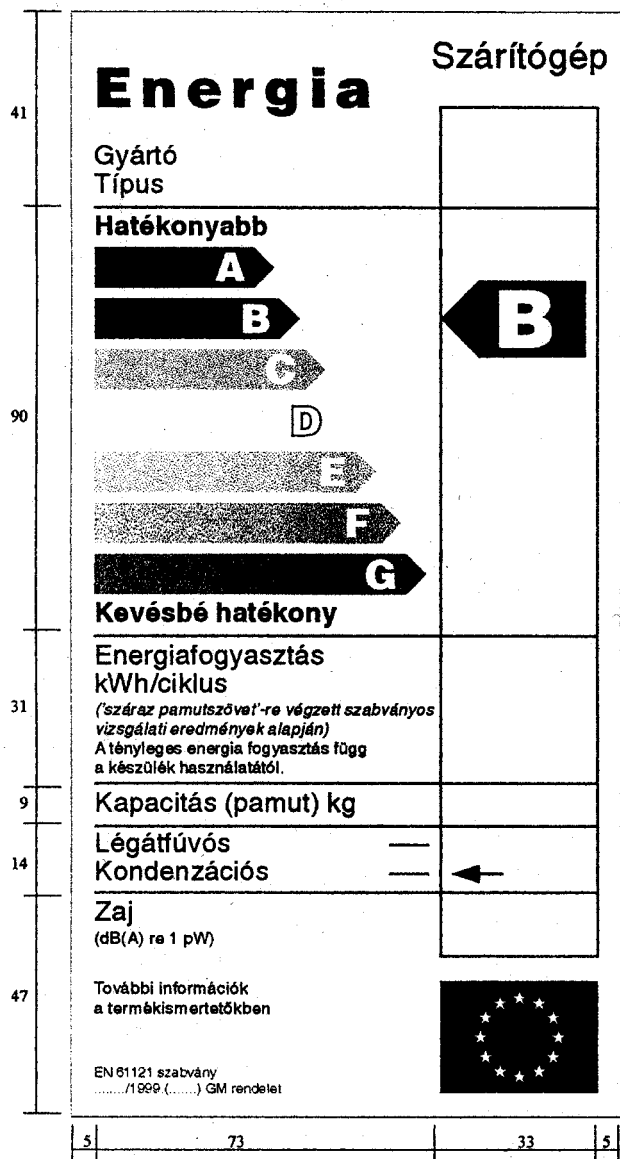 Energia
Szárítógép
41
Gyártó
Típus
Hatékonyabb
A
B
B
C
90
D
E
F
G
Kevésbé hatékony
Energiafogyasztás
kWh/ciklus
31
('száraz pamutszövet'-re végzett szabványos
vizsgálati eredmények alapján)
A tényleges energia fogyasztás függ
a készülék használatától.
9
Kapacitás (pamut) kg
Légátfúvós
14
Kondenzációs
Zaj
(dB(A) re 1 pW)
47
További információk
a termékismertetőkben
EN 61121 szabvány
......../1999.(.......) GM rendelet
5 73 33 5